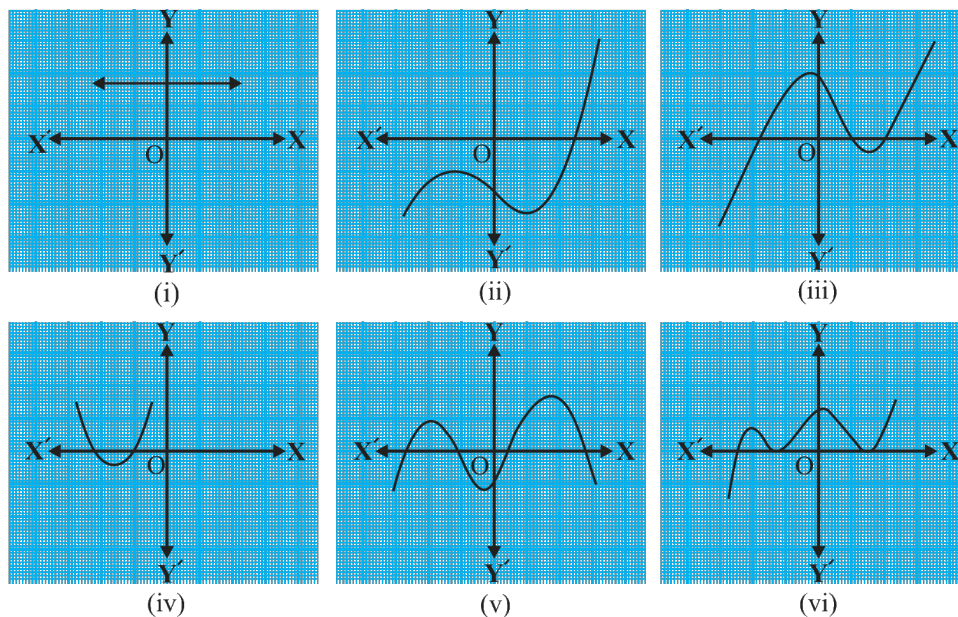 Y Y Y
X′ X X′ X X′ X
O O O
Y′ Y′ Y′
(i) (ii) (iii)
Y Y Y
X′ X X′ X X′ X
O O O
Y′ Y′ Y′
(iv) (v) (vi)